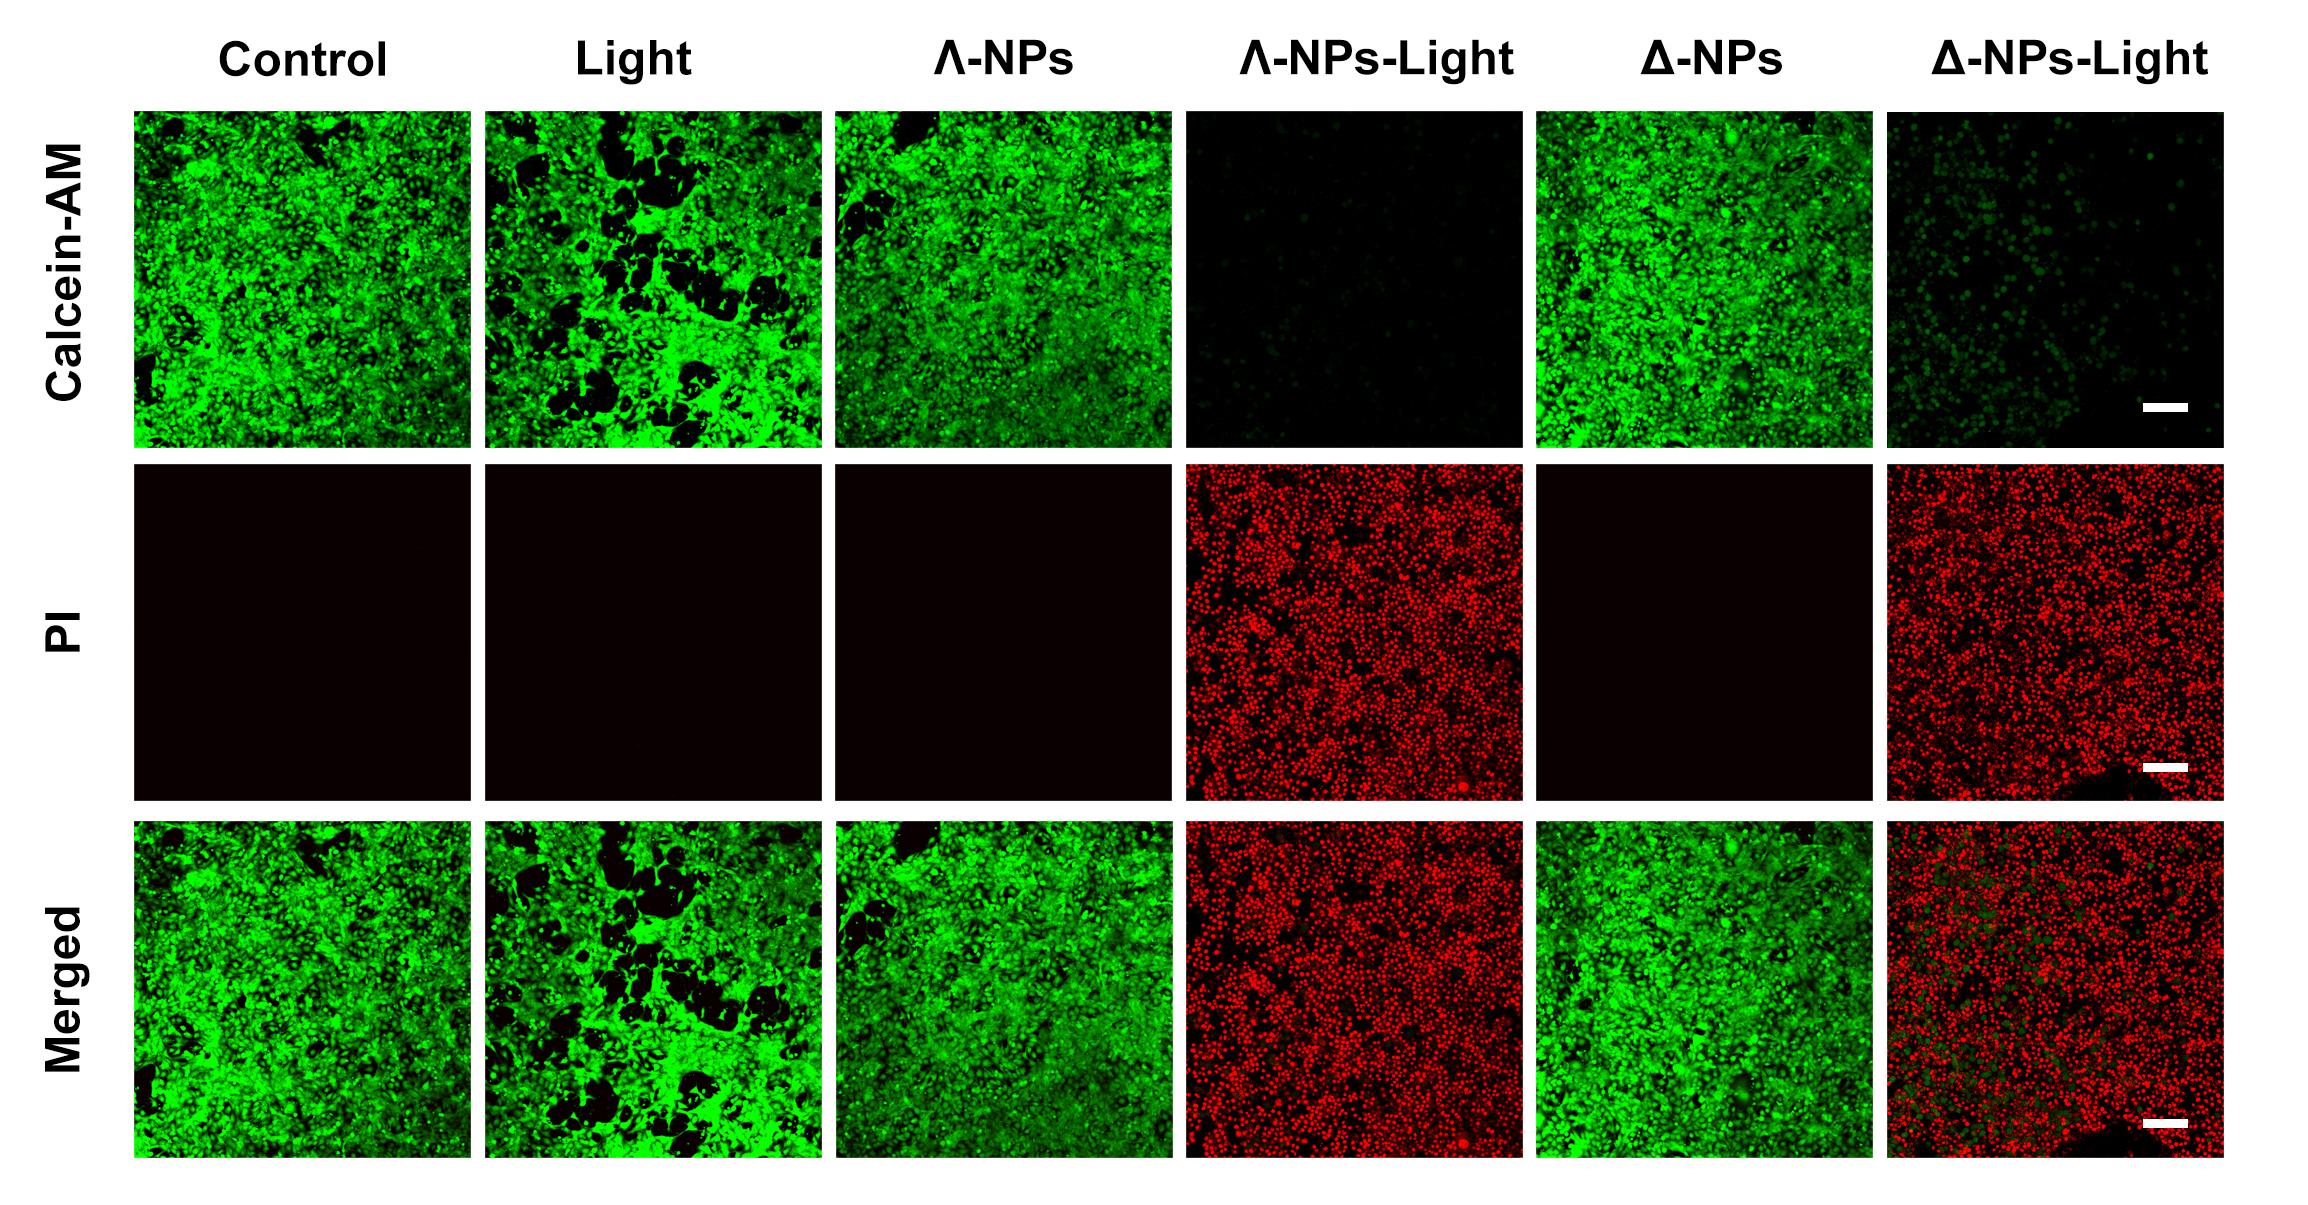 Control Light Λ-NPs Λ-NPs-Light Δ-NPs Δ-NPs-Light
Calcein-AM
PI
Merged